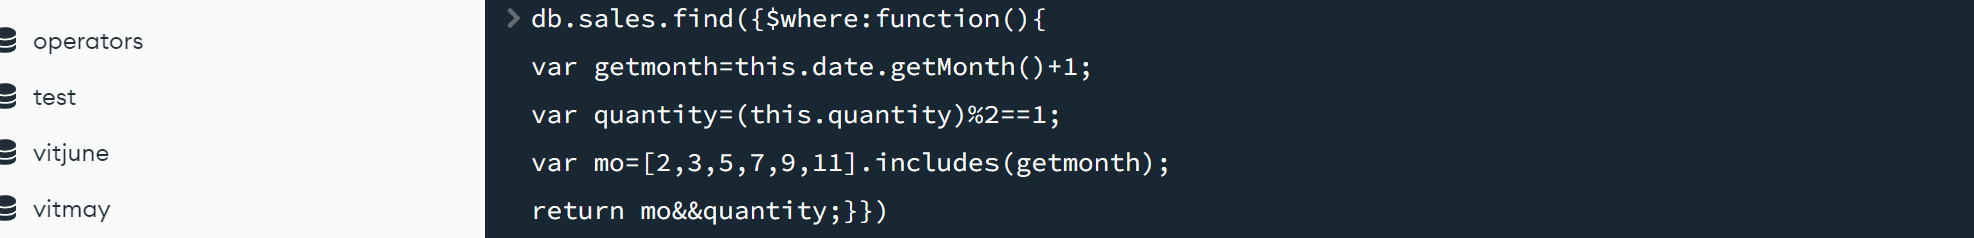 operators
test
vitjune
vitmay
db.sales.find({$where:function(){
var getmonth=this.date.getMonth()+1;
var quantity=(this.quantity)%2==1;
var mo=[2,3,5,7,9,11].includes(getmonth);
return mo&&quantity;}})